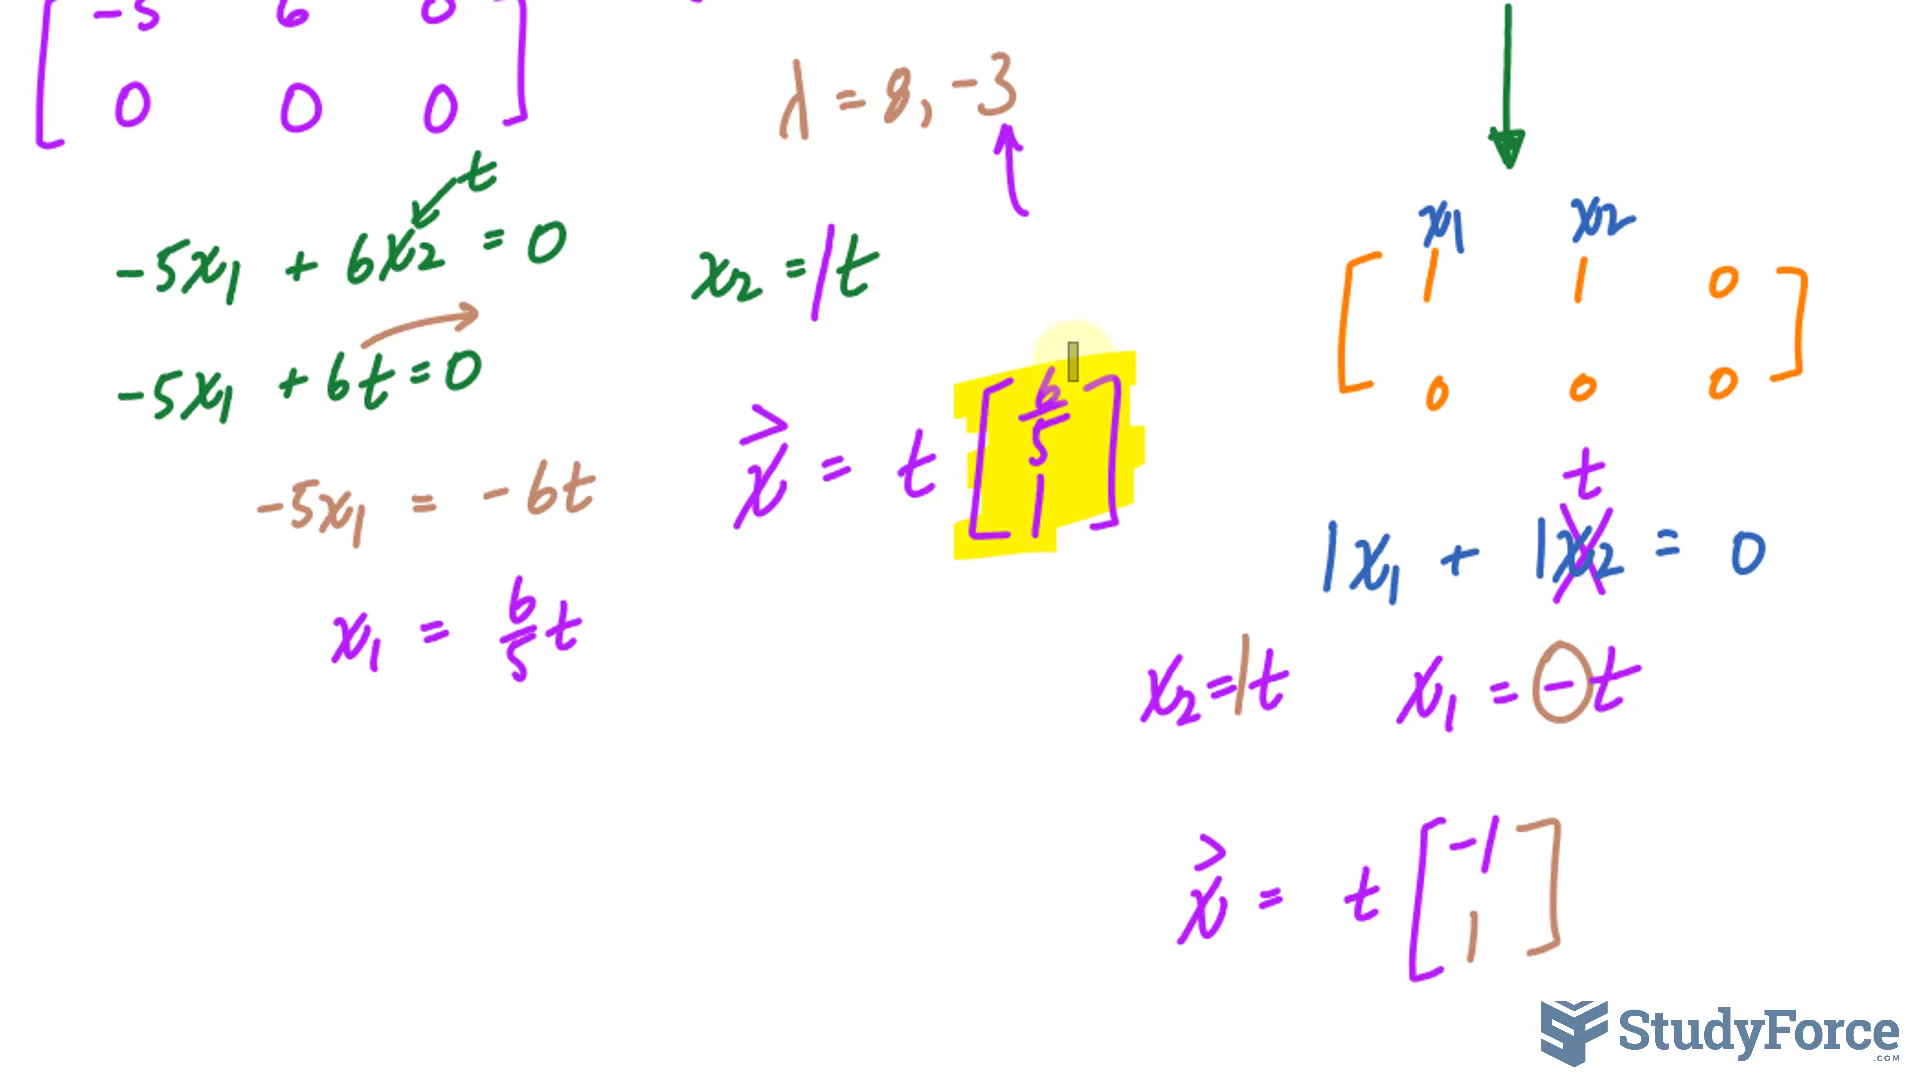 -5 6 0
0 0 0
t
-5x₁ + 6x₂ = 0
-5x₁ + 6t = 0
-5x₁ = -6t
x₁ = 6/5 t
λ = 8, -3
x₂ = 1t
x⃗ = t [6/5
1]
x₁ x₂
1 1 0
0 0 0
t
1x₁ + 1x₂ = 0
x₂ = 1t x₁ = -t
x⃗ = t [-1
1]
StudyForce
.COM